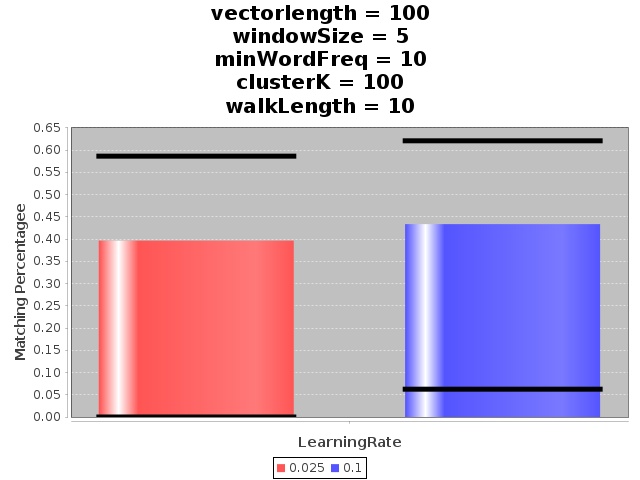 vectorlength = 100
windowSize = 5
minWordFreq = 10
clusterK = 100
walkLength = 10
0.65
0.60
0.55
0.50
0.45
0.40
0.35
0.30
0.25
0.20
0.15
0.10
0.05
0.00
Matching Percentagee
LearningRate
0.025 0.1